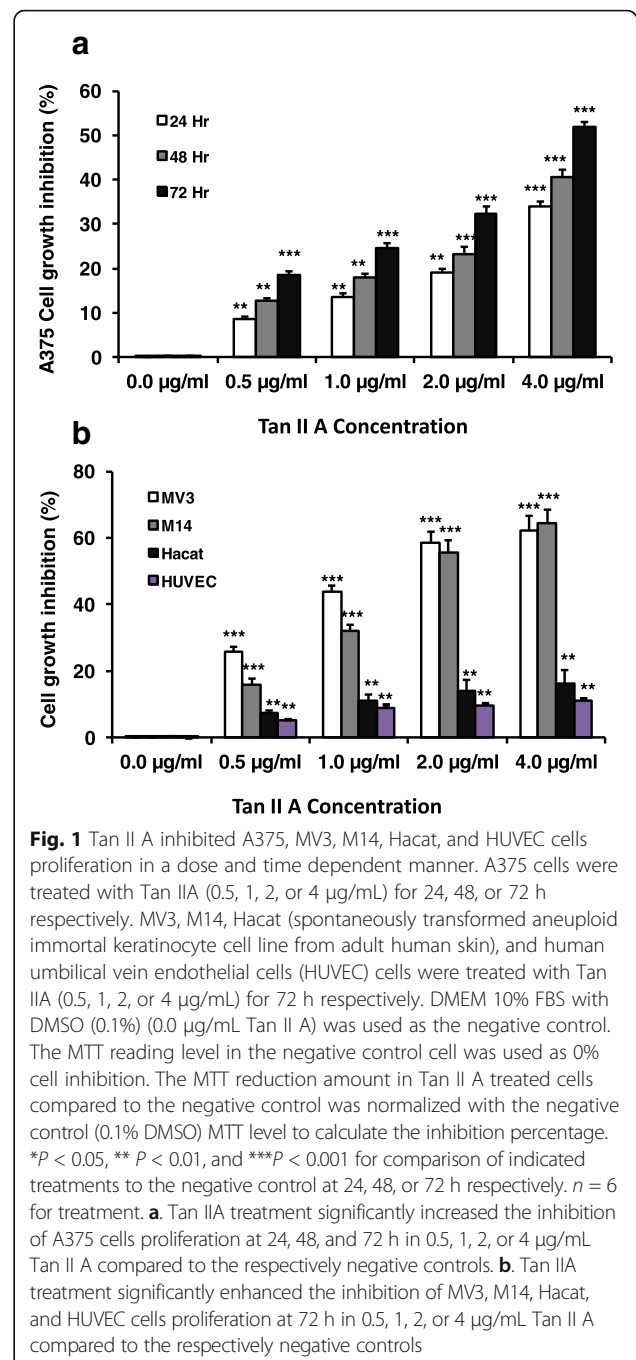 a
A375 Cell growth inhibition (%)
60
50
40
30
20
10
0
24 Hr
48 Hr
72 Hr
** ** ***
** ** ***
** *** ***
*** *** ***
0.0 µg/ml 0.5 µg/ml 1.0 µg/ml 2.0 µg/ml 4.0 µg/ml
Tan II A Concentration
b
Cell growth inhibition (%)
80
60
40
20
0
MV3
M14
Hacat
HUVEC
*** *** ** **
*** *** ** **
*** *** ** **
*** *** ** **
0.0 µg/ml 0.5 µg/ml 1.0 µg/ml 2.0 µg/ml 4.0 µg/ml
Tan II A Concentration
Fig. 1 Tan II A inhibited A375, MV3, M14, Hacat, and HUVEC cells
proliferation in a dose and time dependent manner. A375 cells were
treated with Tan IIA (0.5, 1, 2, or 4 µg/mL) for 24, 48, or 72 h
respectively. MV3, M14, Hacat (spontaneously transformed aneuploid
immortal keratinocyte cell line from adult human skin), and human
umbilical vein endothelial cells (HUVEC) cells were treated with Tan
IIA (0.5, 1, 2, or 4 µg/mL) for 72 h respectively. DMEM 10% FBS with
DMSO (0.1%) (0.0 µg/mL Tan II A) was used as the negative control.
The MTT reading level in the negative control cell was used as 0%
cell inhibition. The MTT reduction amount in Tan II A treated cells
compared to the negative control was normalized with the negative
control (0.1% DMSO) MTT level to calculate the inhibition percentage.
*P < 0.05, ** P < 0.01, and ***P < 0.001 for comparison of indicated
treatments to the negative control at 24, 48, or 72 h respectively. n = 6
for treatment. a. Tan IIA treatment significantly increased the inhibition
of A375 cells proliferation at 24, 48, and 72 h in 0.5, 1, 2, or 4 µg/mL
Tan II A compared to the respectively negative controls. b. Tan IIA
treatment significantly enhanced the inhibition of MV3, M14, Hacat,
and HUVEC cells proliferation at 72 h in 0.5, 1, 2, or 4 µg/mL Tan II A
compared to the respectively negative controls